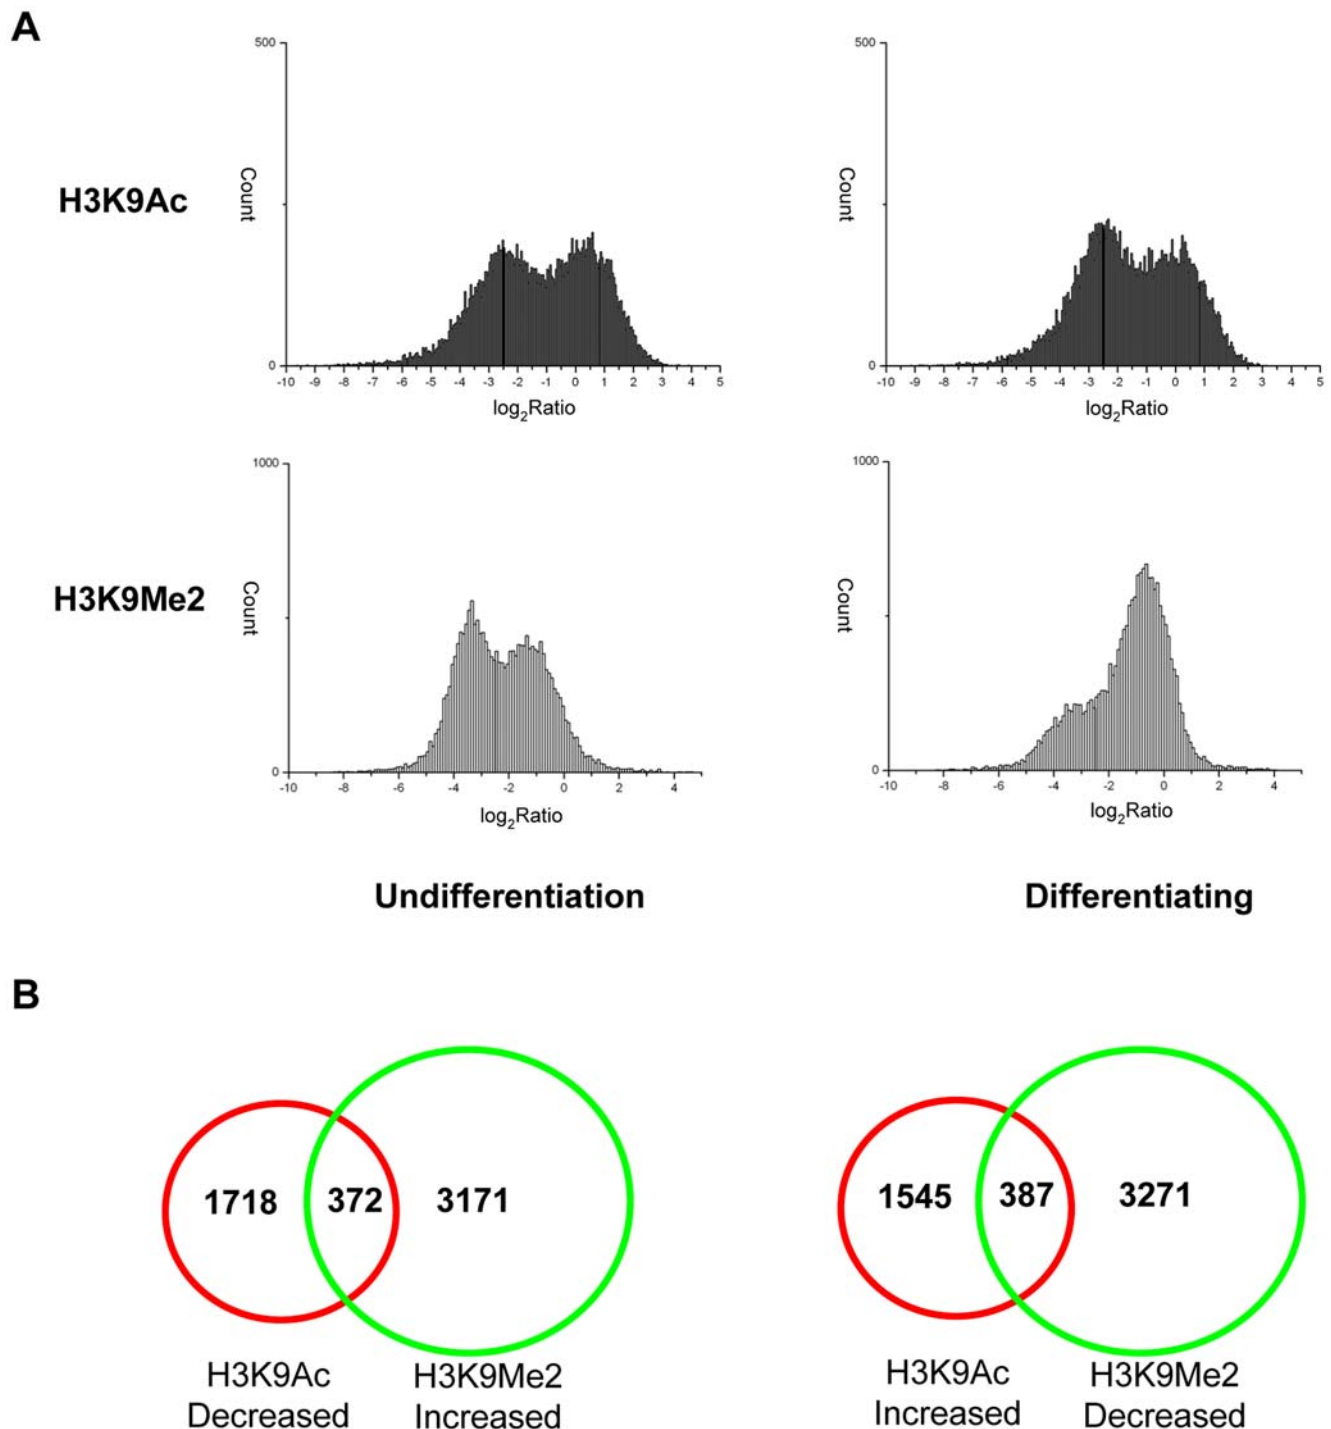 A
500
500
Count
Count
H3K9Ac
0
0
-10 -9 -8 -7 -6 -5 -4 -3 -2 -1 0 1 2 3 4 5
-10 -9 -8 -7 -6 -5 -4 -3 -2 -1 0 1 2 3 4 5
log2Ratio
log2Ratio
1000
1000
Count
Count
H3K9Me2
0
0
-10 -8 -6 -4 -2 0 2 4
-10 -8 -6 -4 -2 0 2 4
log2Ratio
log2Ratio
Undifferentiation
Differentiating
B
1718 372 3171
1545 387 3271
H3K9Ac
Decreased
H3K9Me2
Increased
H3K9Ac
Increased
H3K9Me2
Decreased